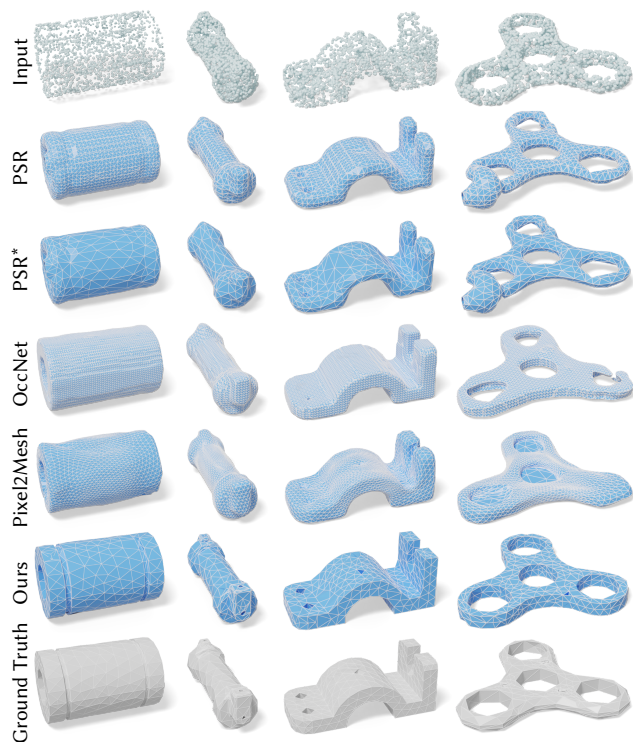 Input
PSR
PSR*
OccNet
Pixel2Mesh
Ours
Ground Truth